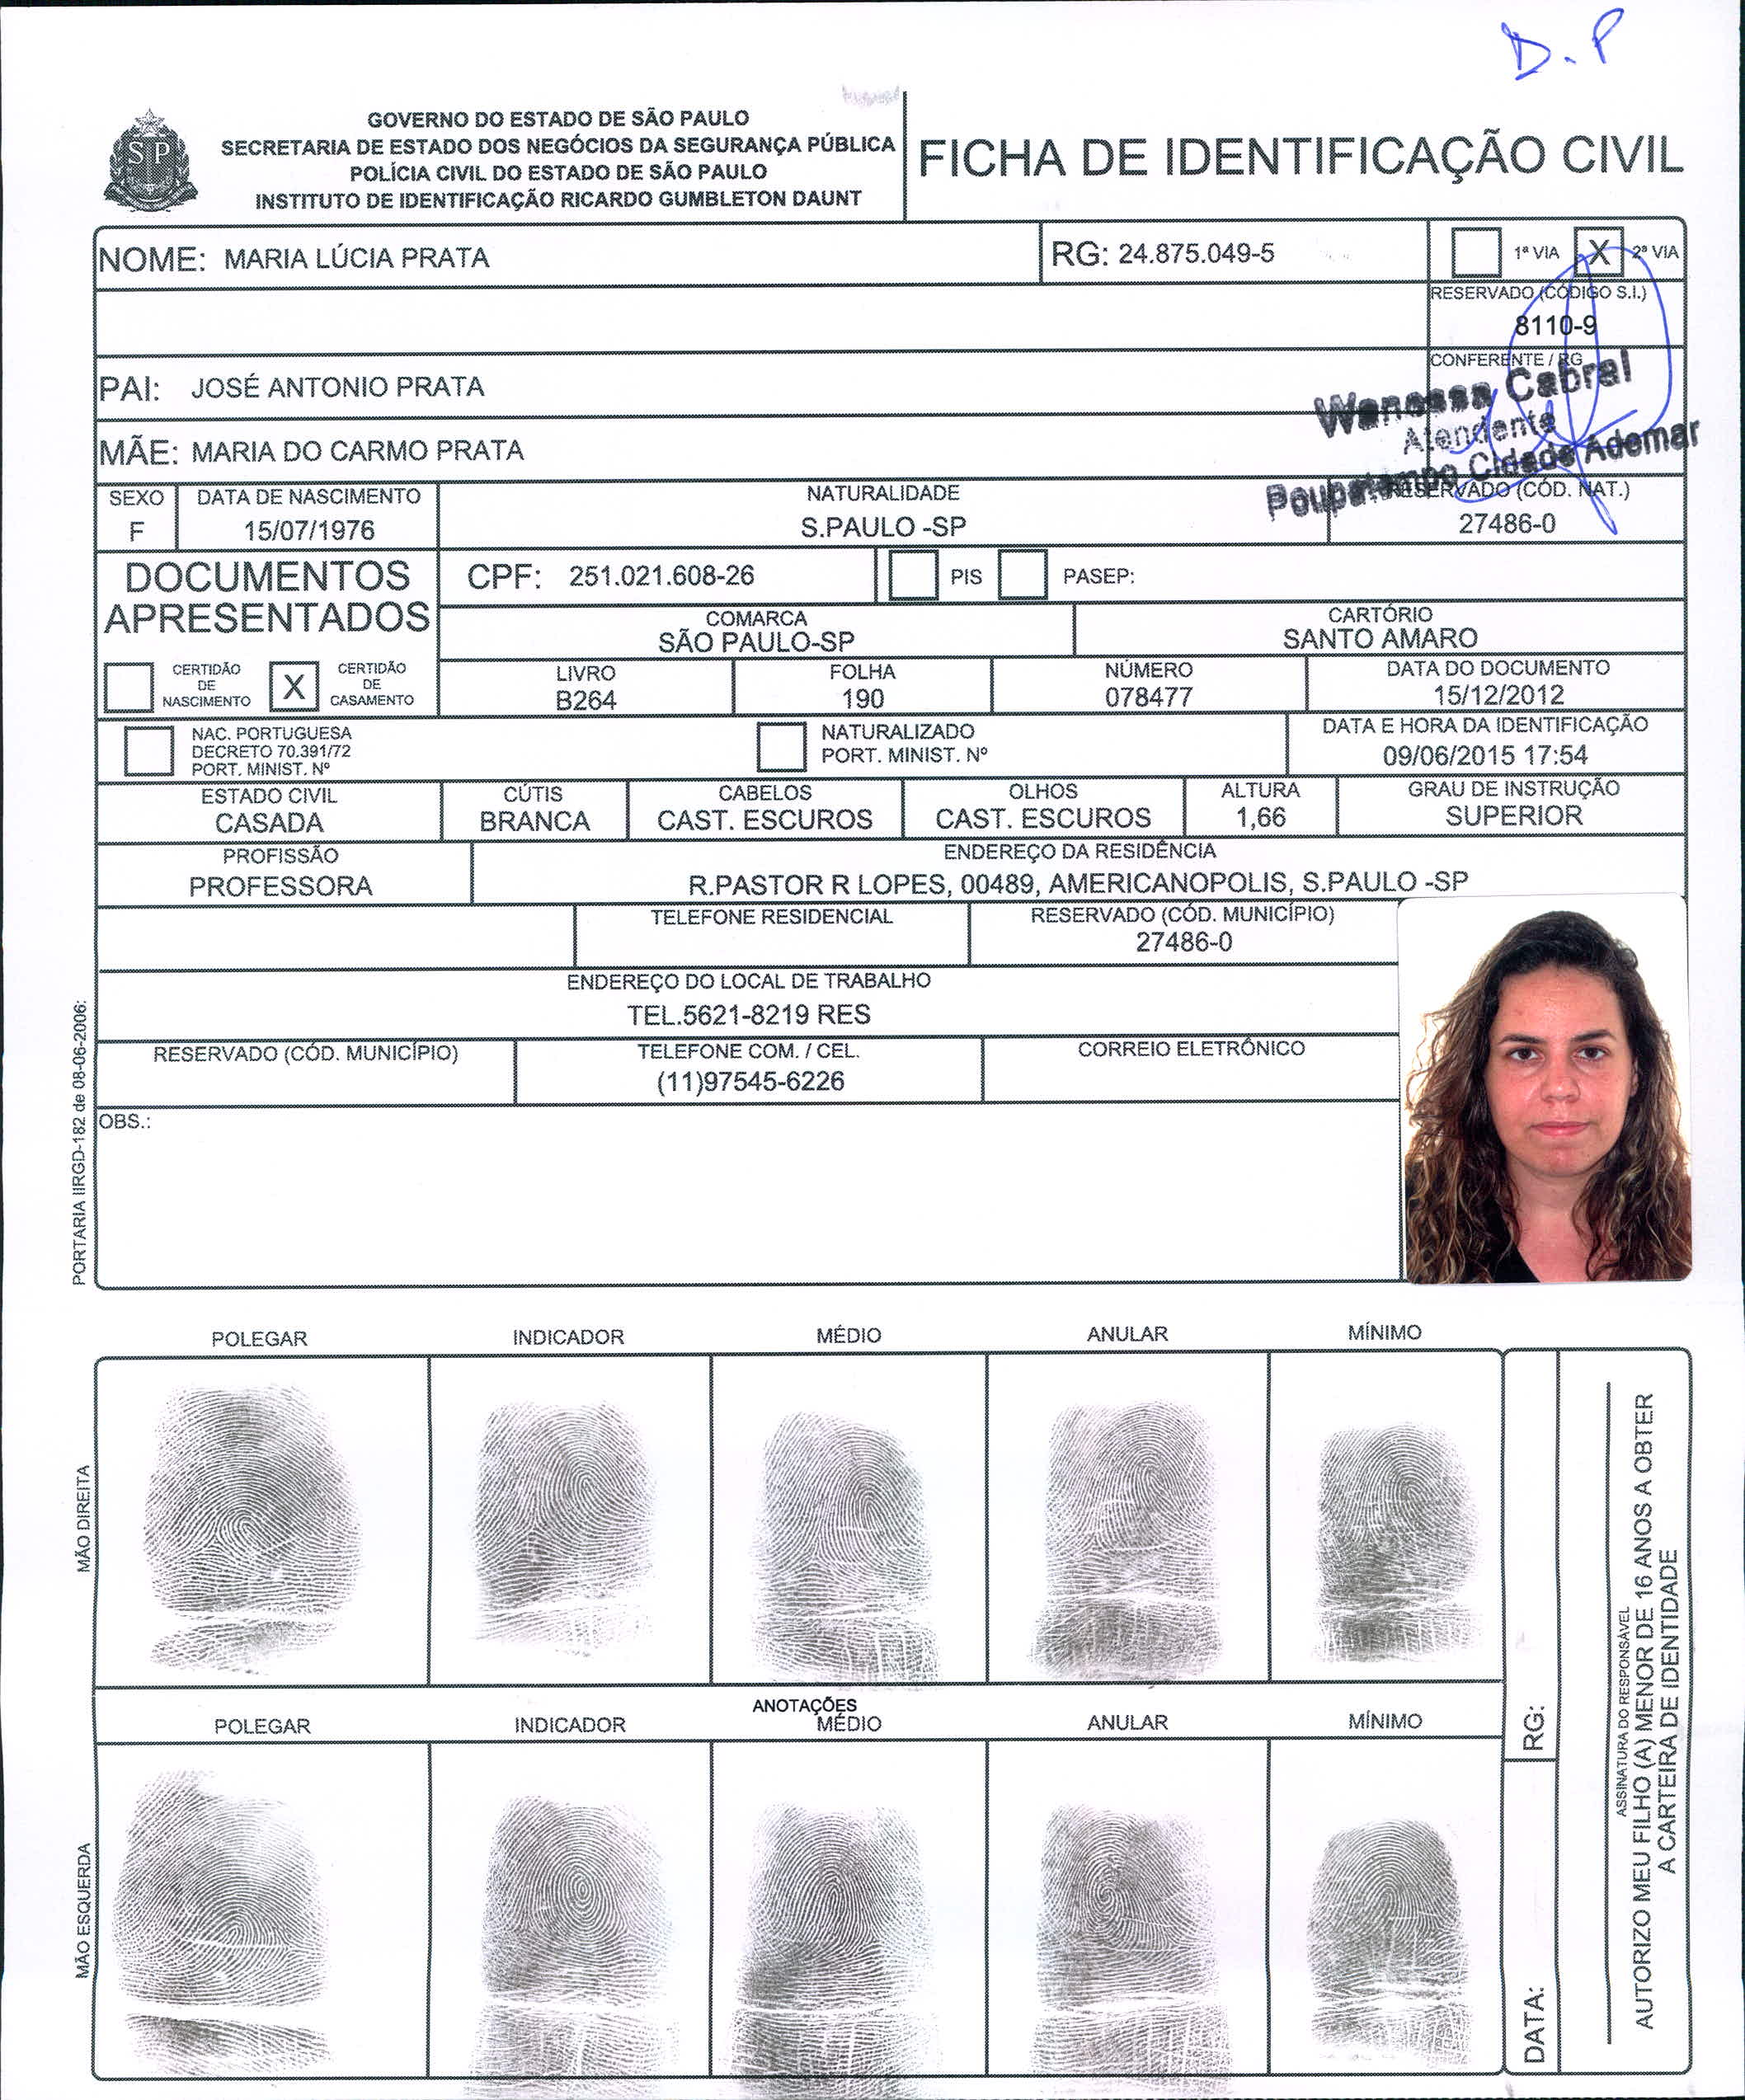 D.P
GOVERNO DO ESTADO DE SÃO PAULO
SECRETARIA DE ESTADO DOS NEGÓCIOS DA SEGURANÇA PÚBLICA
POLÍCIA CIVIL DO ESTADO DE SÃO PAULO
INSTITUTO DE IDENTIFICAÇÃO RICARDO GUMBLETON DAUNT
SP
FICHA DE IDENTIFICAÇÃO CIVIL
NOME: MARIA LÚCIA PRATA
RG: 24.875.049-5
1ª VIA X 2ª VIA
RESERVADO (CÓDIGO S.I.)
8110-9
PAI: JOSÉ ANTONIO PRATA
CONFERENTE / RG
Wanessa Cabral
Atendente
Poupatempo Cidade Ademar
MÃE: MARIA DO CARMO PRATA
SEXO
F
DATA DE NASCIMENTO
15/07/1976
NATURALIDADE
S.PAULO -SP
RESERVADO (CÓD. NAT.)
27486-0
DOCUMENTOS
APRESENTADOS
CERTIDÃO
DE
NASCIMENTO
X
CERTIDÃO
DE
CASAMENTO
CPF: 251.021.608-26
PIS
PASEP:
COMARCA
SÃO PAULO-SP
CARTÓRIO
SANTO AMARO
LIVRO
B264
FOLHA
190
NÚMERO
078477
DATA DO DOCUMENTO
15/12/2012
NAC. PORTUGUESA
DECRETO 70.391/72
PORT. MINIST. Nº
NATURALIZADO
PORT. MINIST. Nº
DATA E HORA DA IDENTIFICAÇÃO
09/06/2015 17:54
ESTADO CIVIL
CASADA
CÚTIS
BRANCA
CABELOS
CAST. ESCUROS
OLHOS
CAST. ESCUROS
ALTURA
1,66
GRAU DE INSTRUÇÃO
SUPERIOR
PROFISSÃO
PROFESSORA
ENDEREÇO DA RESIDÊNCIA
R.PASTOR R LOPES, 00489, AMERICANOPOLIS, S.PAULO -SP
TELEFONE RESIDENCIAL
RESERVADO (CÓD. MUNICÍPIO)
27486-0
ENDEREÇO DO LOCAL DE TRABALHO
TEL.5621-8219 RES
RESERVADO (CÓD. MUNICÍPIO)
TELEFONE COM. / CEL.
(11)97545-6226
CORREIO ELETRÔNICO
OBS.:
PORTARIA IIRGD-182 de 08-06-2006:
POLEGAR INDICADOR MÉDIO ANULAR MÍNIMO
MÃO DIREITA
ANOTAÇÕES
POLEGAR INDICADOR MÉDIO ANULAR MÍNIMO
MÃO ESQUERDA
RG:
DATA:
ASSINATURA DO RESPONSÁVEL
AUTORIZO MEU FILHO (A) MENOR DE 16 ANOS A OBTER
A CARTEIRA DE IDENTIDADE